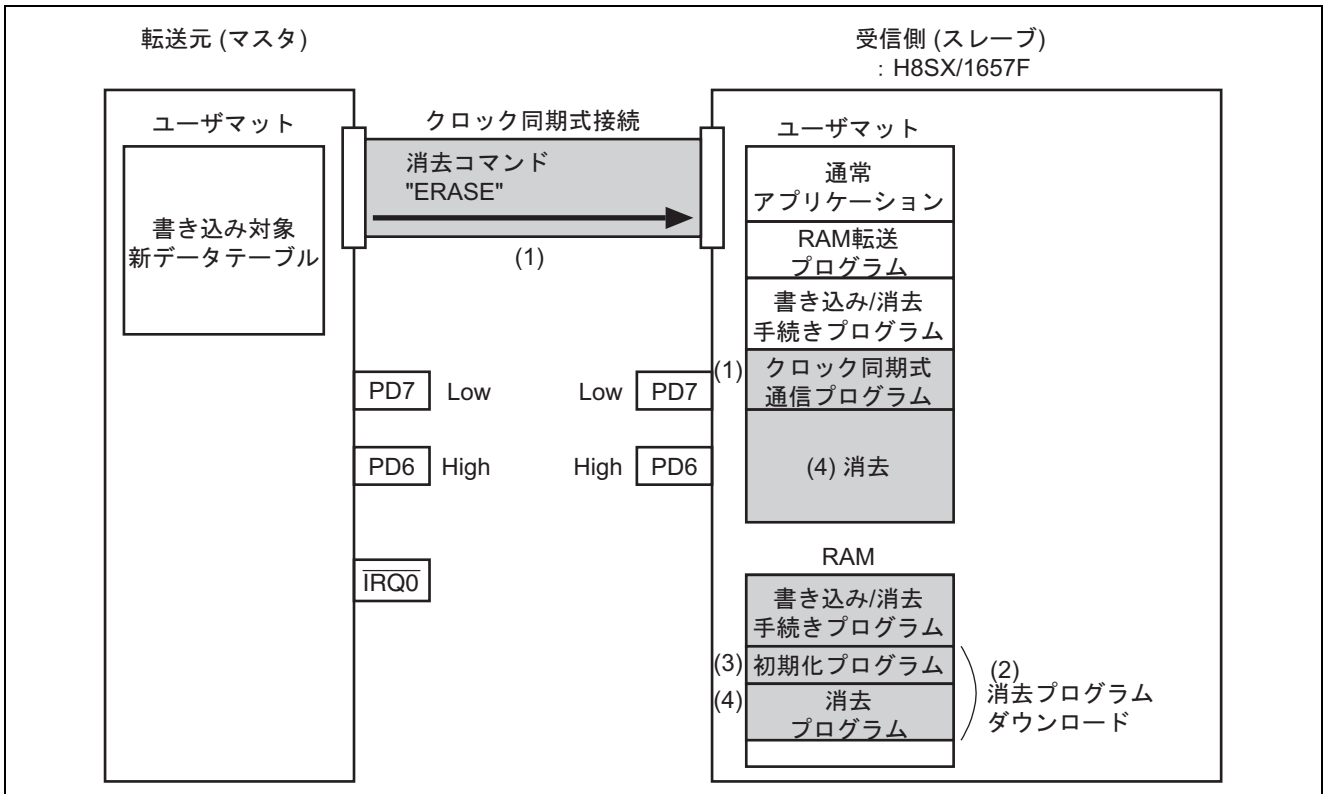 転送元 (マスタ)
受信側 (スレーブ)
: H8SX/1657F
ユーザマット
書き込み対象
新データテーブル
クロック同期式接続
消去コマンド
"ERASE"
(1)
PD7
Low
Low
PD7
PD6
High
High
PD6
IRQ0
ユーザマット
通常
アプリケーション
RAM転送
プログラム
書き込み/消去
手続きプログラム
(1)
クロック同期式
通信プログラム
(4) 消去
RAM
書き込み/消去
手続きプログラム
(3)
初期化プログラム
(4)
消去
プログラム
(2)
消去プログラム
ダウンロード